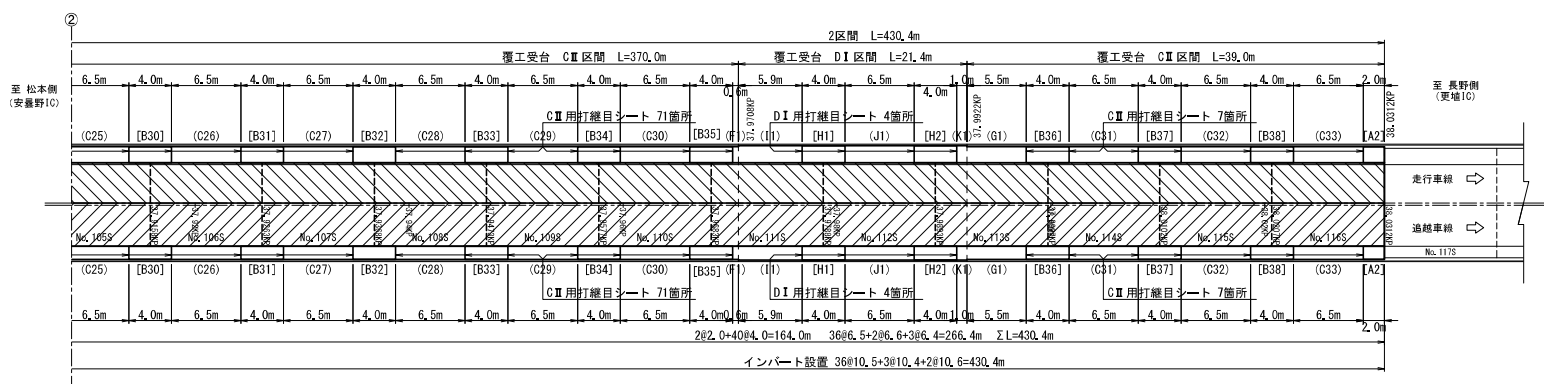 ②
2区間 L=430.4m
覆工受台 CⅡ区間 L=370.0m 覆工受台 DⅠ区間 L=21.4m 覆工受台 CⅡ区間 L=39.0m
6.5m 4.0m 6.5m 4.0m 6.5m 4.0m 6.5m 4.0m 6.5m 4.0m 6.5m 4.0m 0.6m 5.9m 4.0m 6.5m 4.0m 1.0m 5.5m 4.0m 6.5m 4.0m 6.5m 4.0m 6.5m 2.0m
至 松本側
(安曇野IC)
至 長野側
(更埴IC)
37.9708KP
37.9922KP
38.0312KP
CⅡ用打継目シート 71箇所 DⅠ用打継目シート 4箇所 CⅡ用打継目シート 7箇所
(C25) [B30] (C26) [B31] (C27) [B32] (C28) [B33] (C29) [B34] (C30) [B35] (F1) (I1) [H1] (J1) [H2] (K1) (G1) [B36] (C31) [B37] (C32) [B38] (C33) [A2]
走行車線
追越車線
38.0312KP
No.105S No.106S No.107S No.108S No.109S No.110S No.111S No.112S No.113S No.114S No.115S No.116S
No.117S
(C25) [B30] (C26) [B31] (C27) [B32] (C28) [B33] (C29) [B34] (C30) [B35] (F1) (I1) [H1] (J1) [H2] (K1) (G1) [B36] (C31) [B37] (C32) [B38] (C33) [A2]
CⅡ用打継目シート 71箇所 DⅠ用打継目シート 4箇所 CⅡ用打継目シート 7箇所
6.5m 4.0m 6.5m 4.0m 6.5m 4.0m 6.5m 4.0m 6.5m 4.0m 6.5m 4.0m 0.6m 5.9m 4.0m 6.5m 4.0m 1.0m 5.5m 4.0m 6.5m 4.0m 6.5m 4.0m 6.5m 2.0m
2@2.0+40@4.0=164.0m 36@6.5+2@6.6+3@6.4=266.4m ΣL=430.4m
インバート設置 36@10.5+3@10.4+2@10.6=430.4m